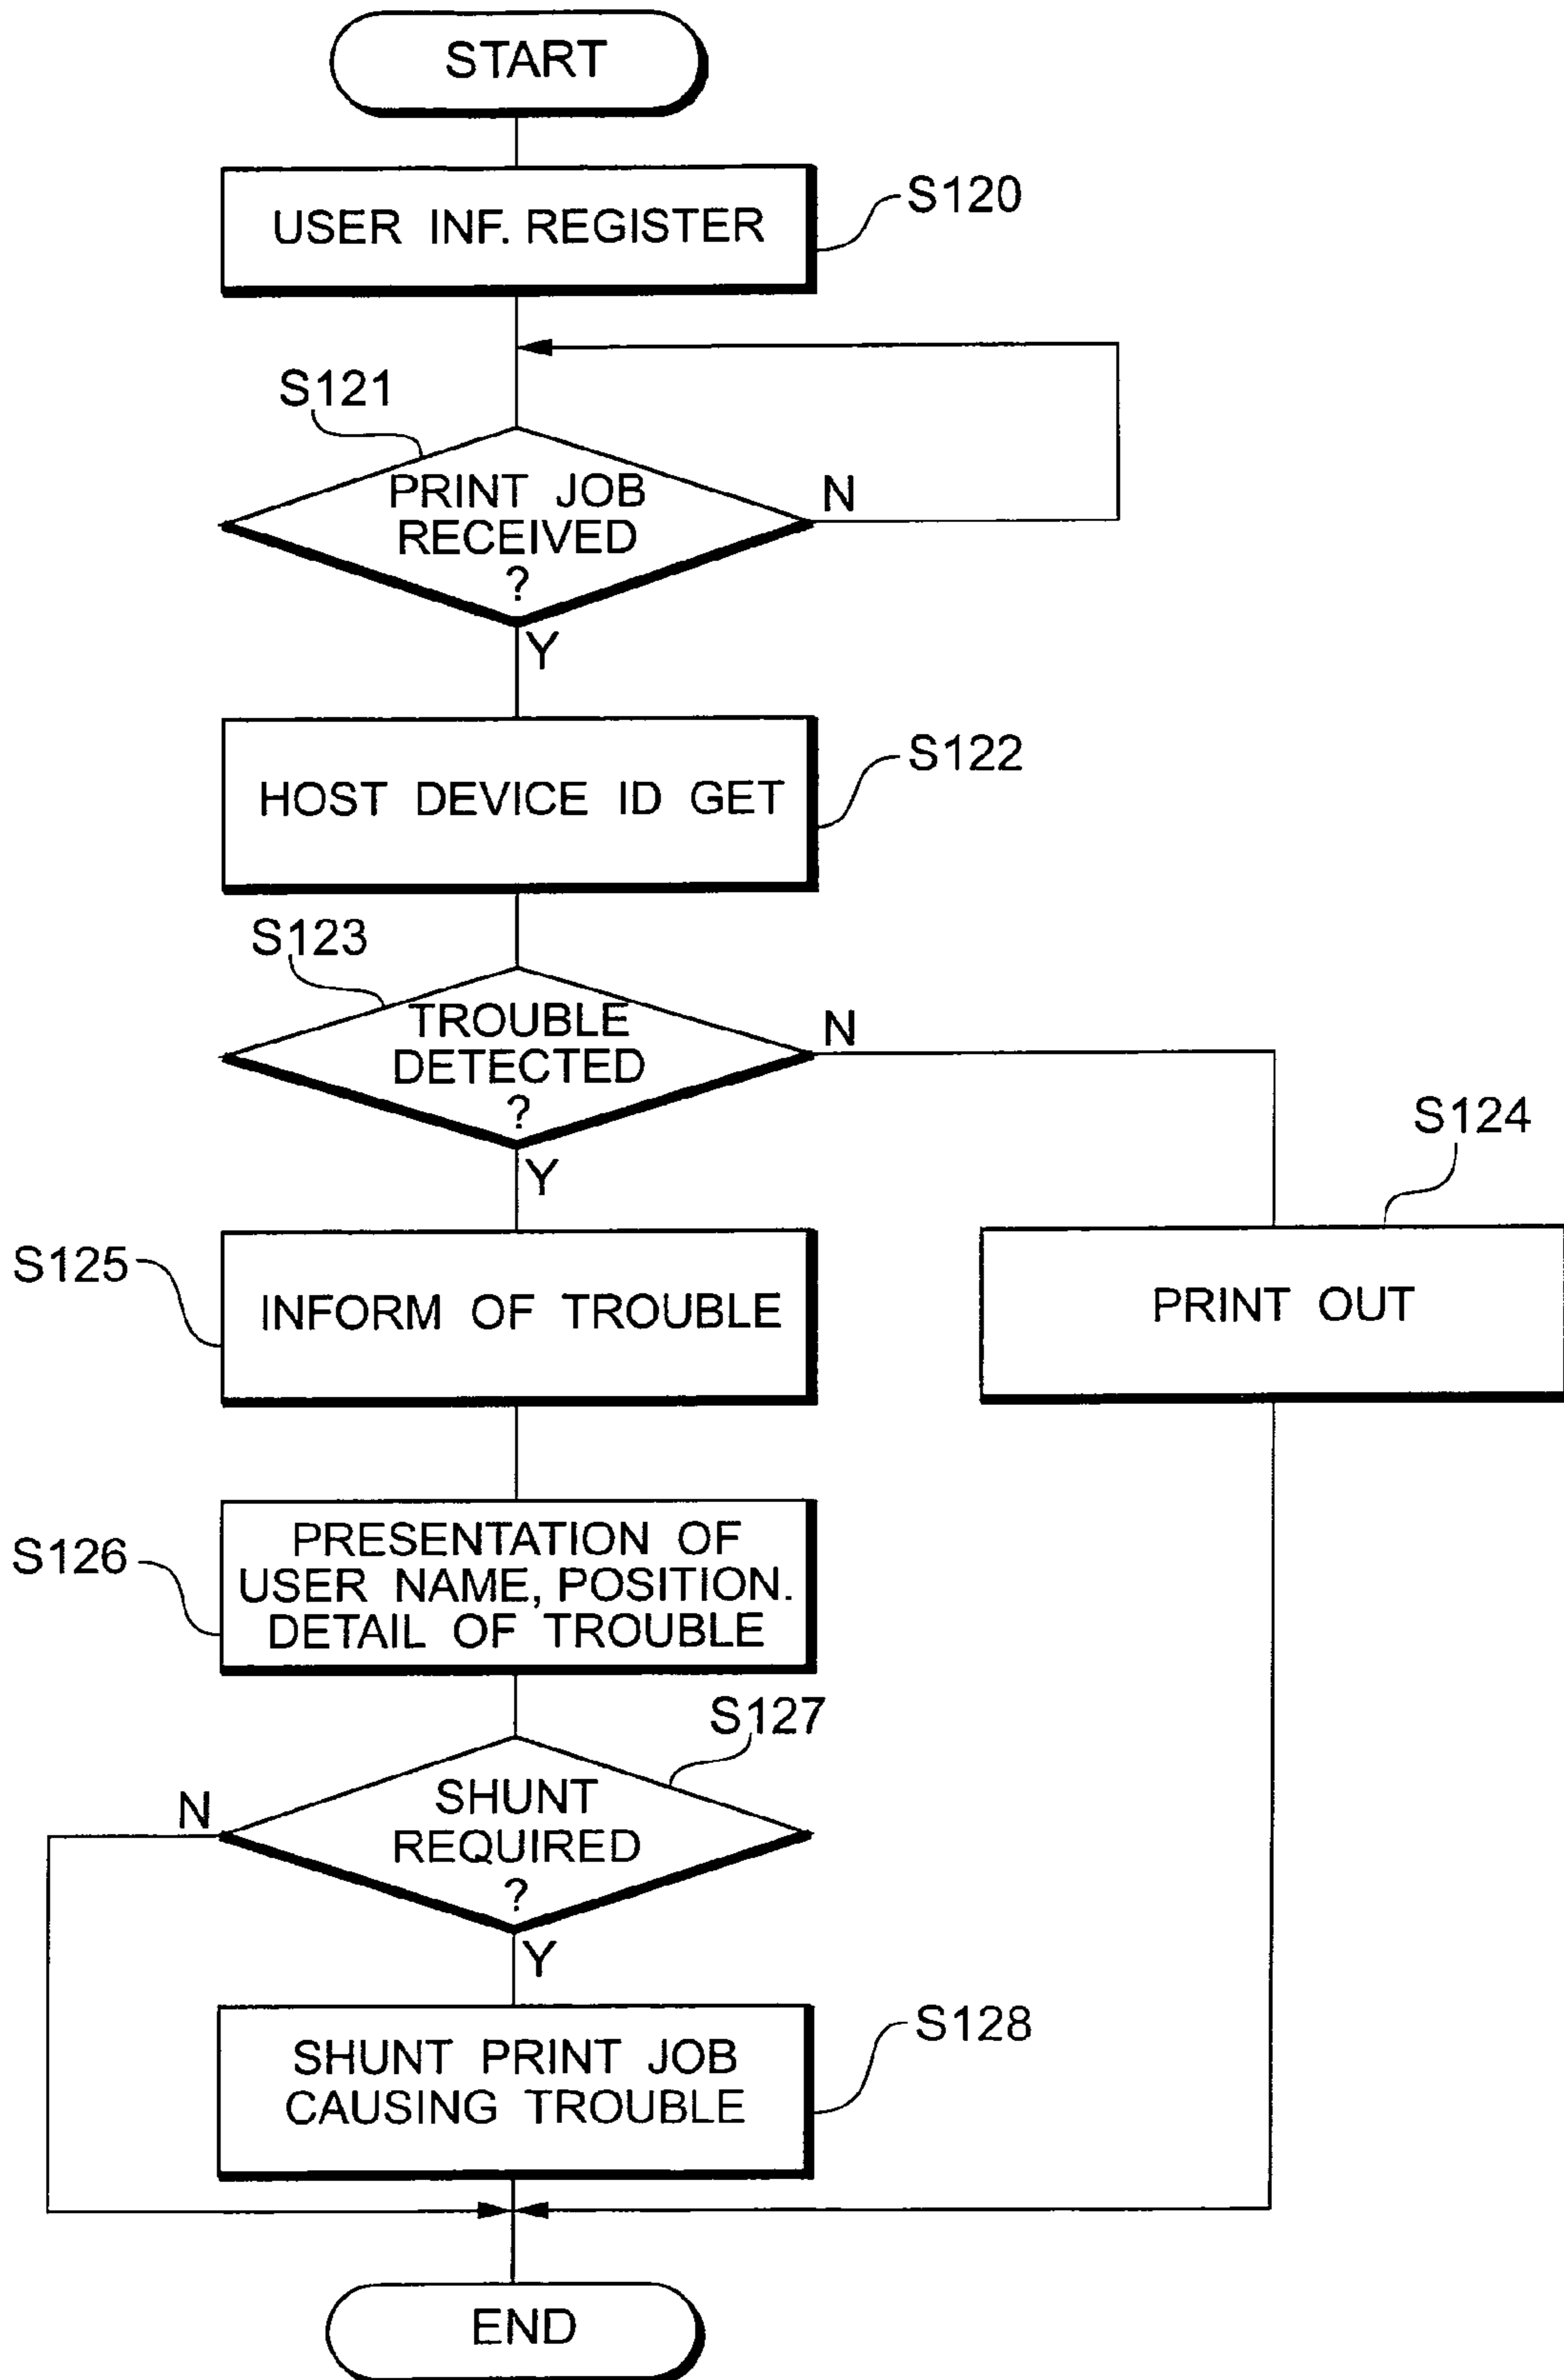 START
USER INF. REGISTER
S120
S121
PRINT JOB
RECEIVED
?
N
Y
HOST DEVICE ID GET
S122
S123
TROUBLE
DETECTED
?
N
Y
S124
PRINT OUT
S125
INFORM OF TROUBLE
S126
PRESENTATION OF
USER NAME, POSITION.
DETAIL OF TROUBLE
S127
SHUNT
REQUIRED
?
N
Y
SHUNT PRINT JOB
CAUSING TROUBLE
S128
END